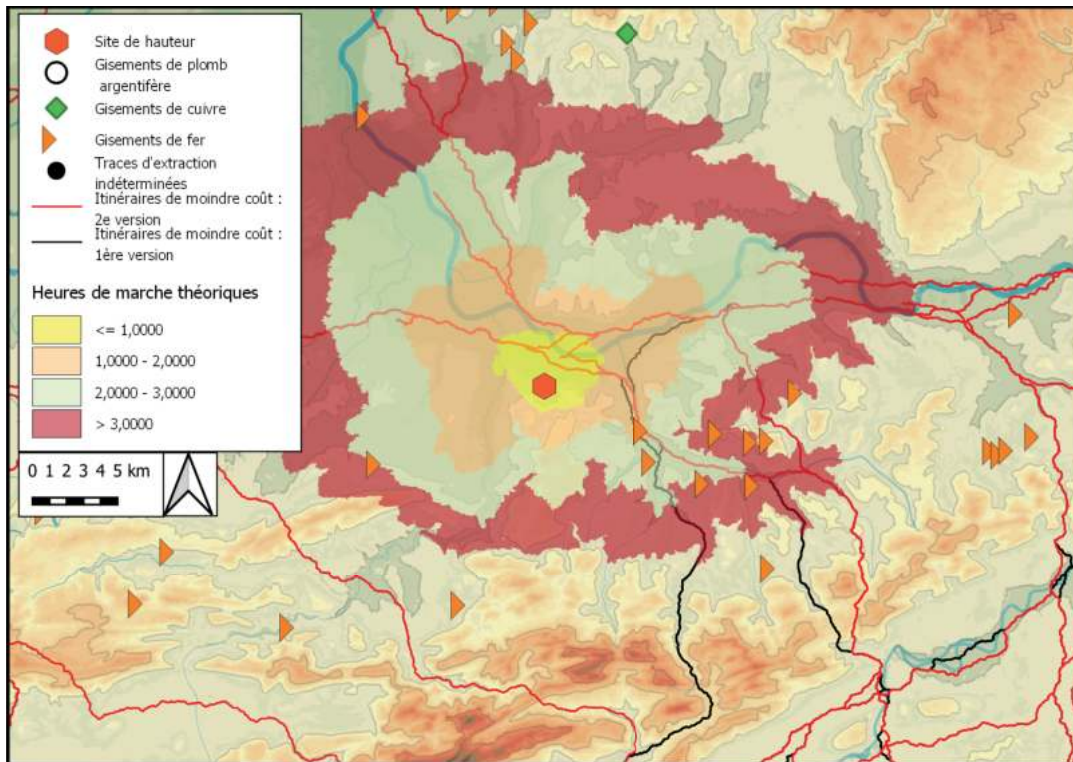 Site de hauteur
Gisements de plomb
argentifère
Gisements de cuivre
Gisements de fer
Traces d'extraction
indéterminées
Itinéraires de moindre coût :
2e version
Itinéraires de moindre coût :
1ère version
Heures de marche théoriques
<= 1,0000
1,0000 - 2,0000
2,0000 - 3,0000
> 3,0000
0 1 2 3 4 5 km